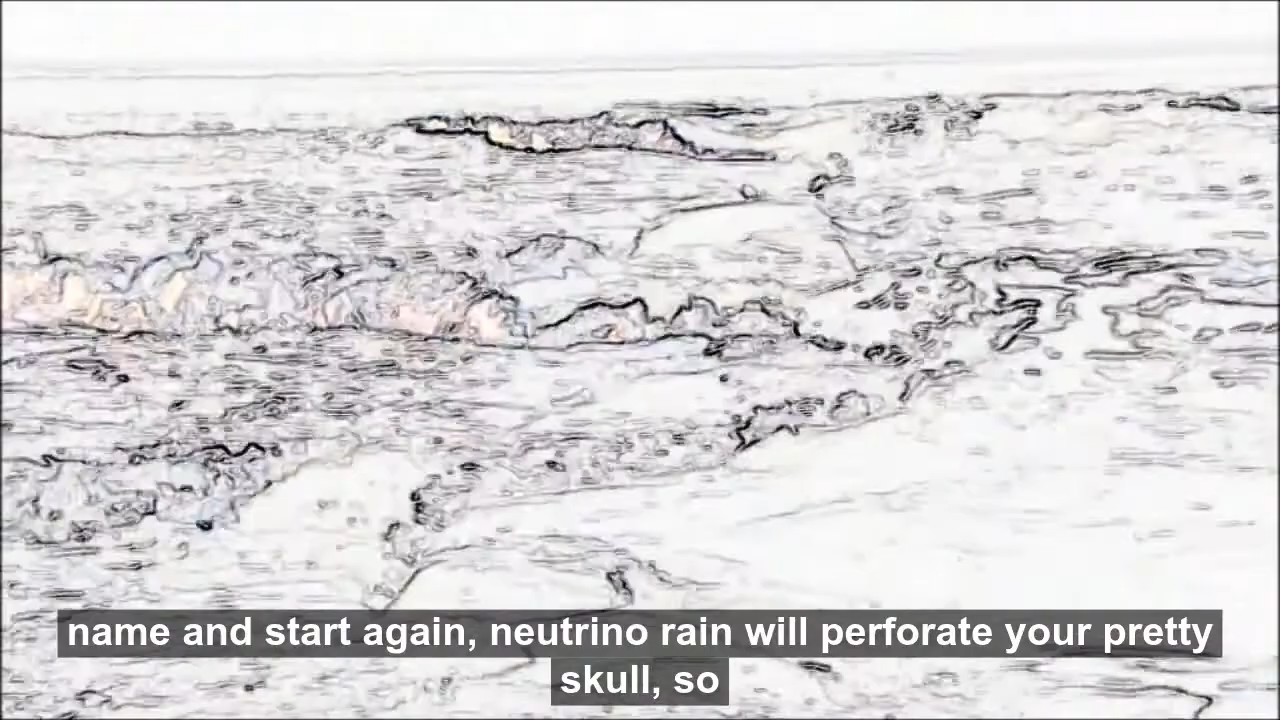 name and start again, neutrino rain will perforate your pretty
skull, so